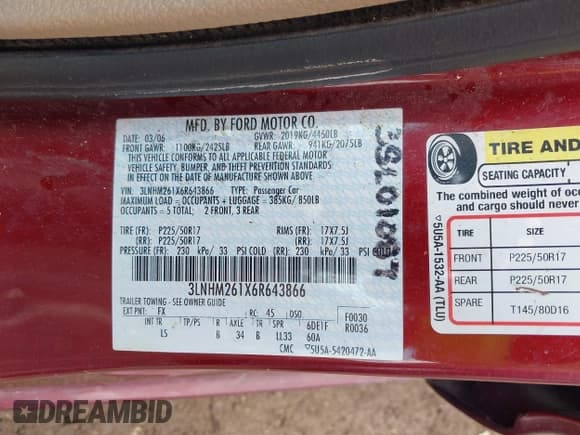 MFD. BY FORD MOTOR CO.
DATE: 03/06 GVWR: 2019KG/4450LB
FRONT GAWR: 1100KG/2425LB REAR GAWR: 941KG/2075LB
THIS VEHICLE CONFORMS TO ALL APPLICABLE FEDERAL MOTOR
VEHICLE SAFETY, BUMPER, AND THEFT PREVENTION STANDARDS
IN EFFECT ON THE DATE OF MANUFACTURE SHOWN ABOVE.
VIN: 3LNHM261X6R643866 TYPE: Passenger Car
MAXIMUM LOAD = OCCUPANTS + LUGGAGE = 385KG/ 850LB
OCCUPANTS = 5 TOTAL; 2 FRONT, 3 REAR
TIRE (FR): P225/50R17 RIMS (FR): 17X7.5J
TIRE (RR): P225/50R17 (RR): 17X7.5J
PRESSURE (FR): 230 kPa/ 33 PSI COLD (RR): 230 kPa/ 33 PSI COLD
3LNHM261X6R643866
TRAILER TOWING - SEE OWNER GUIDE
EXT PNT: FX RC: 45 DSO: F0030
R0036
INT TR TP/PS R AXLE TR SPR 6DE1F
LS B 34 B LL33 60A
CMC ▽5U5A-5420472-AA
▽5U5A-1532-AA (TLU)
TIRE AND
SEATING CAPACITY
The combined weight of oc
and cargo should never
TIRE SIZE
FRONT P225/50R17
REAR P225/50R17
SPARE T145/80D16
DREAMBID